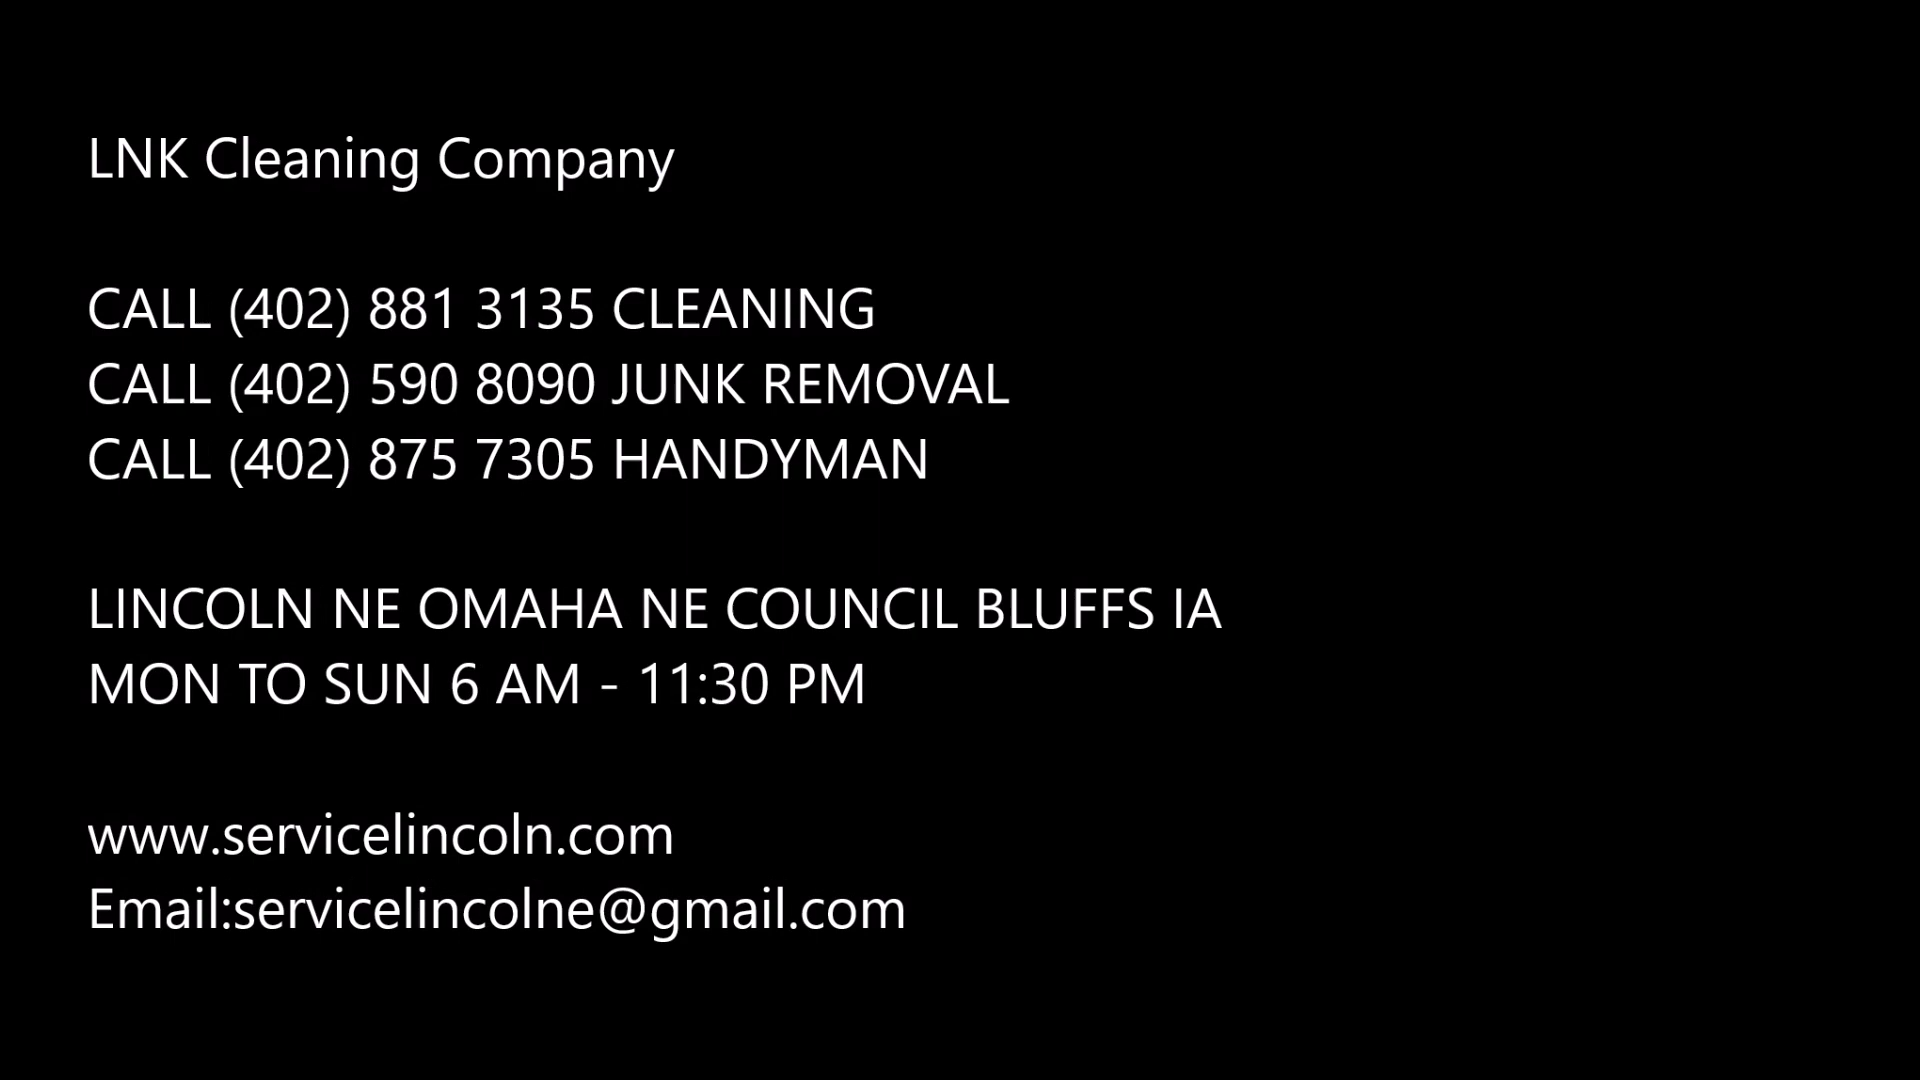 LNK Cleaning Company
CALL (402) 881 3135 CLEANING
CALL (402) 590 8090 JUNK REMOVAL
CALL (402) 875 7305 HANDYMAN
LINCOLN NE OMAHA NE COUNCIL BLUFFS IA
MON TO SUN 6 AM - 11:30 PM
www.servicelincoln.com
Email:servicelincolne@gmail.com